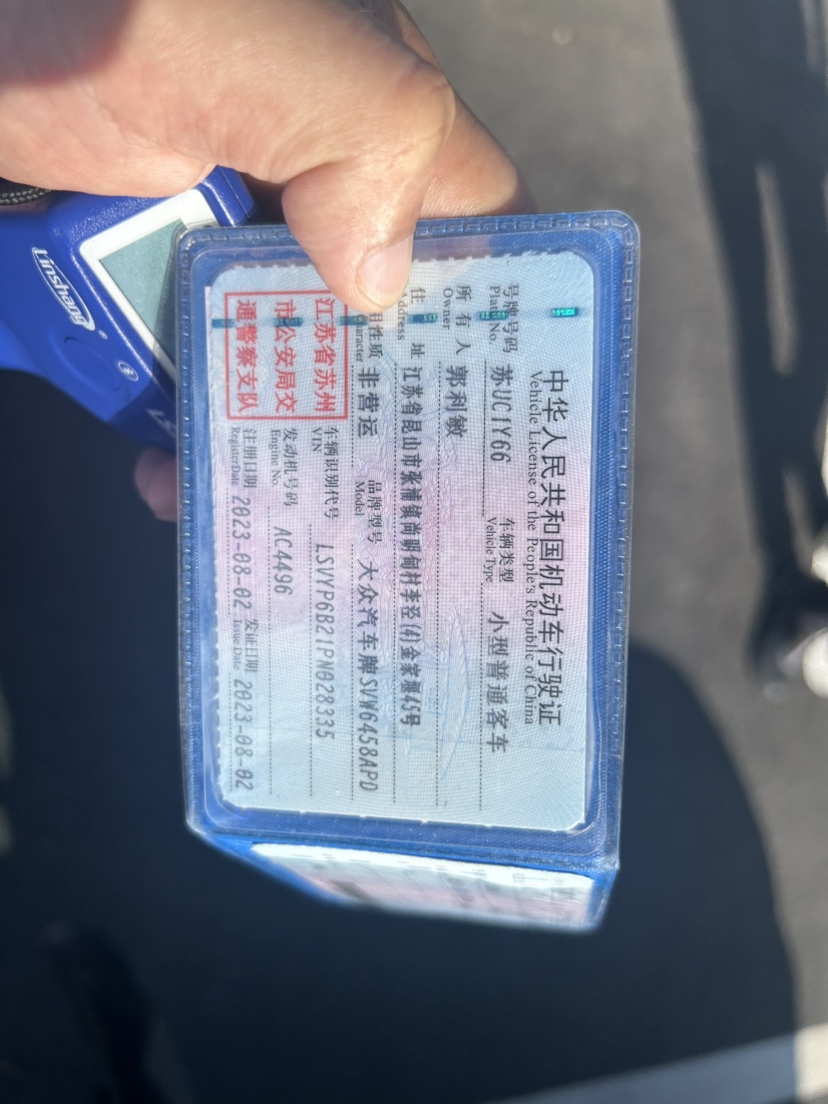 中华人民共和国机动车行驶证
Vehicle License of the People's Republic of China
号牌号码 苏UC1Y66 车辆类型 小型普通客车
Plate No. Vehicle Type
所有人 郭利敏
Owner
住址 江苏省昆山市张浦镇尚明甸村李泾(4)金家堰45号
Address
用性质 非营运 品牌型号 大众汽车牌SVW6458APD
Model
江苏省苏州
市公安局交
通警察支队
车辆识别代号 LSVYP6B21PN028335
VIN
发动机号码 AC4496
Engine No.
注册日期 2023-08-02 发证日期 2023-08-02
Register Date Issue Date
Linshang